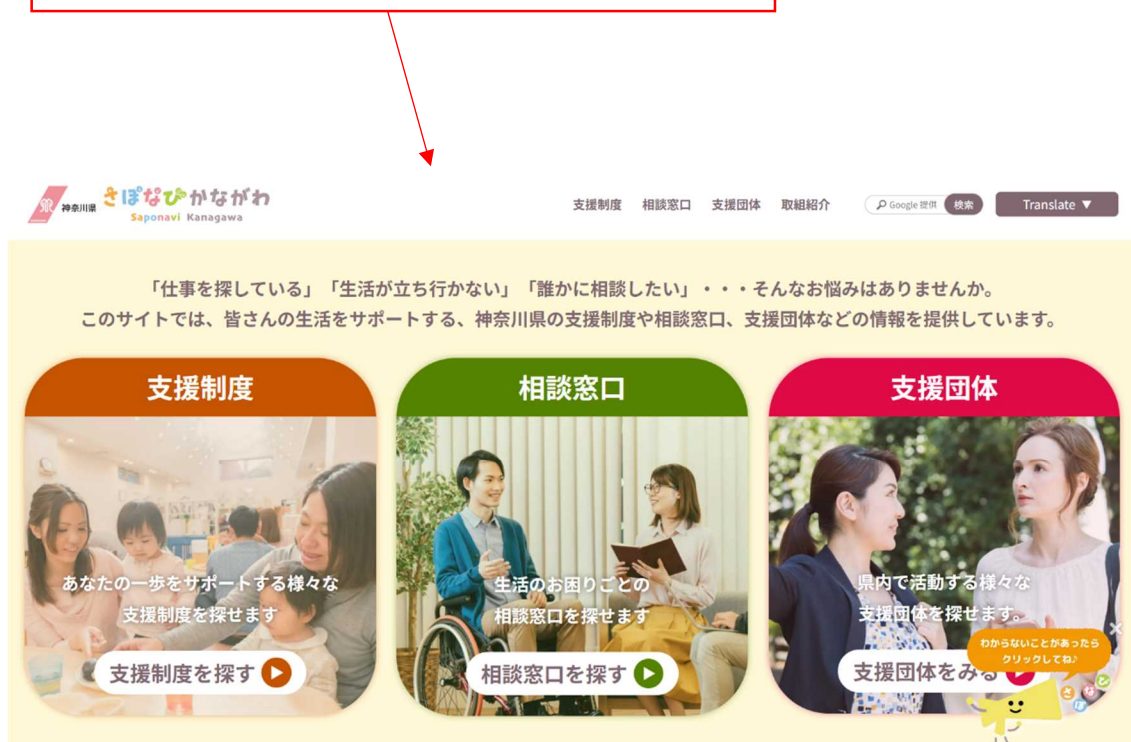 神奈川県
さぽなびかながわ
Saponavi Kanagawa
支援制度 相談窓口 支援団体 取組紹介
Google 提供 検索
Translate ▼
「仕事を探している」「生活が立ち行かない」「誰かに相談したい」・・・そんなお悩みはありませんか。
このサイトでは、皆さんの生活をサポートする、神奈川県の支援制度や相談窓口、支援団体などの情報を提供しています。
支援制度
あなたの一歩をサポートする様々な
支援制度を探せます
支援制度を探す
相談窓口
生活のお困りごとの
相談窓口を探せます
相談窓口を探す
支援団体
県内で活動する様々な
支援団体を探せます。
支援団体をみる
わからないことがあったら
クリックしてね♪
さぽなび